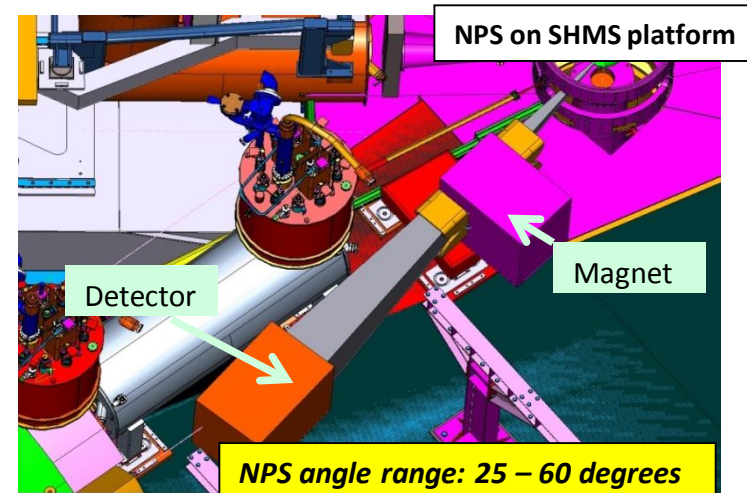 NPS on SHMS platform
Magnet
Detector
NPS angle range: 25 – 60 degrees